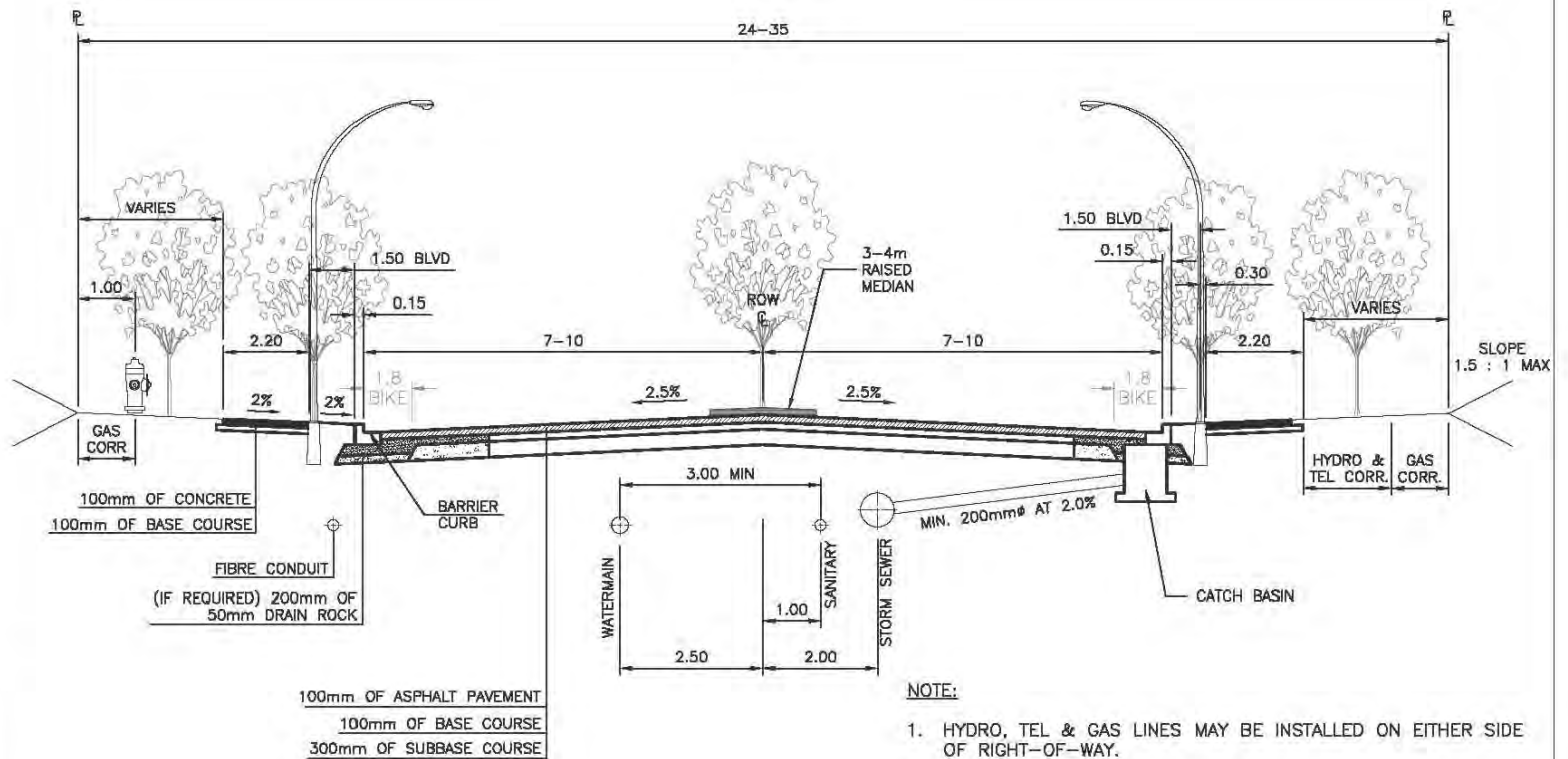 ℄ ℄
24-35
VARIES
1.50 BLVD
1.00
0.15
2.20
7-10
7-10
3-4m
RAISED
MEDIAN
ROW
℄
1.50 BLVD
0.15
0.30
VARIES
2.20
SLOPE
1.5 : 1 MAX
1.8
BIKE
1.8
BIKE
2%
2%
2.5%
2.5%
GAS
CORR.
HYDRO &
TEL CORR.
GAS
CORR.
100mm OF CONCRETE
100mm OF BASE COURSE
BARRIER
CURB
3.00 MIN
MIN. 200mmø AT 2.0%
FIBRE CONDUIT
(IF REQUIRED) 200mm OF
50mm DRAIN ROCK
WATERMAIN
SANITARY
STORM SEWER
CATCH BASIN
1.00
2.50
2.00
100mm OF ASPHALT PAVEMENT
100mm OF BASE COURSE
300mm OF SUBBASE COURSE
NOTE:
1. HYDRO, TEL & GAS LINES MAY BE INSTALLED ON EITHER SIDE
OF RIGHT-OF-WAY.